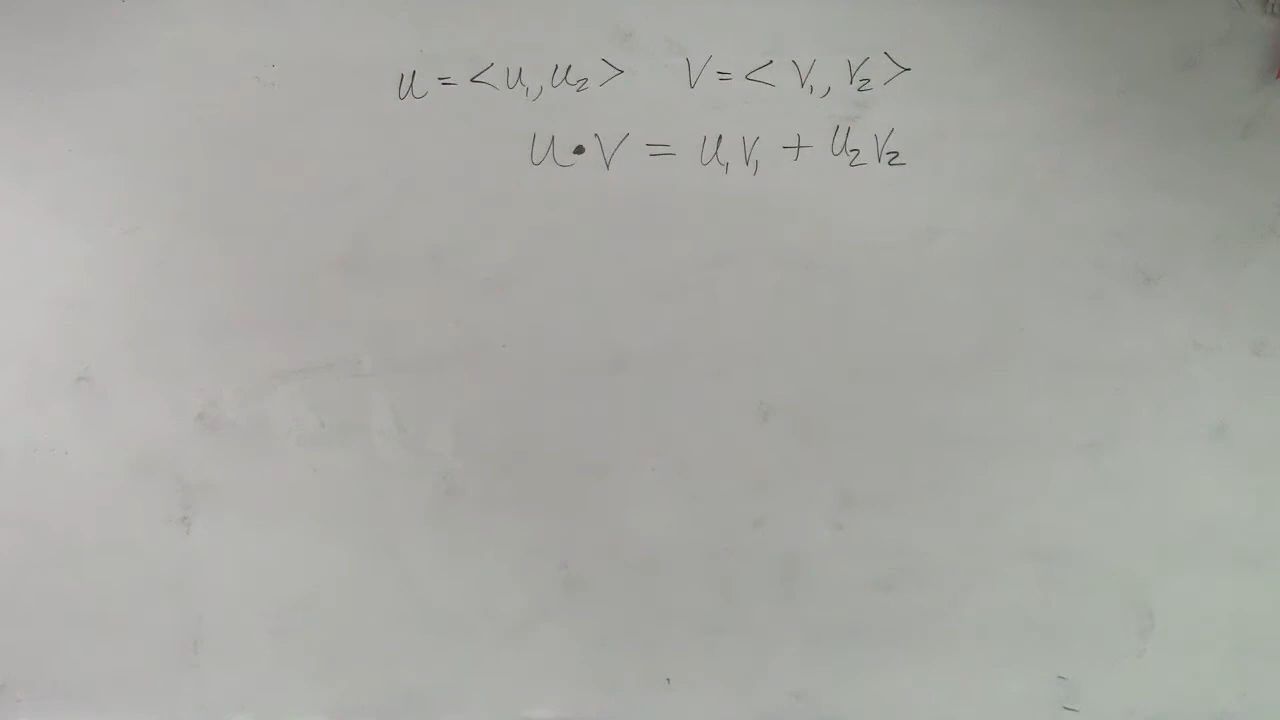 u = <u₁, u₂> v = <v₁, v₂>
u • v = u₁v₁ + u₂v₂